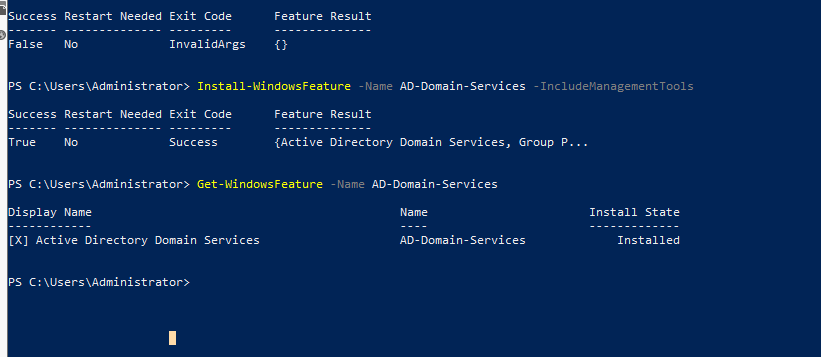 Success Restart Needed Exit Code      Feature Result
------- -------------- ---------      --------------
False   No             InvalidArgs    {}
PS C:\Users\Administrator> Install-WindowsFeature -Name AD-Domain-Services -IncludeManagementTools
Success Restart Needed Exit Code      Feature Result
------- -------------- ---------      --------------
True    No             Success        {Active Directory Domain Services, Group P...
PS C:\Users\Administrator> Get-WindowsFeature -Name AD-Domain-Services
Display Name                                            Name                       Install State
------------                                            ----                       -------------
[X] Active Directory Domain Services                    AD-Domain-Services             Installed
PS C:\Users\Administrator>